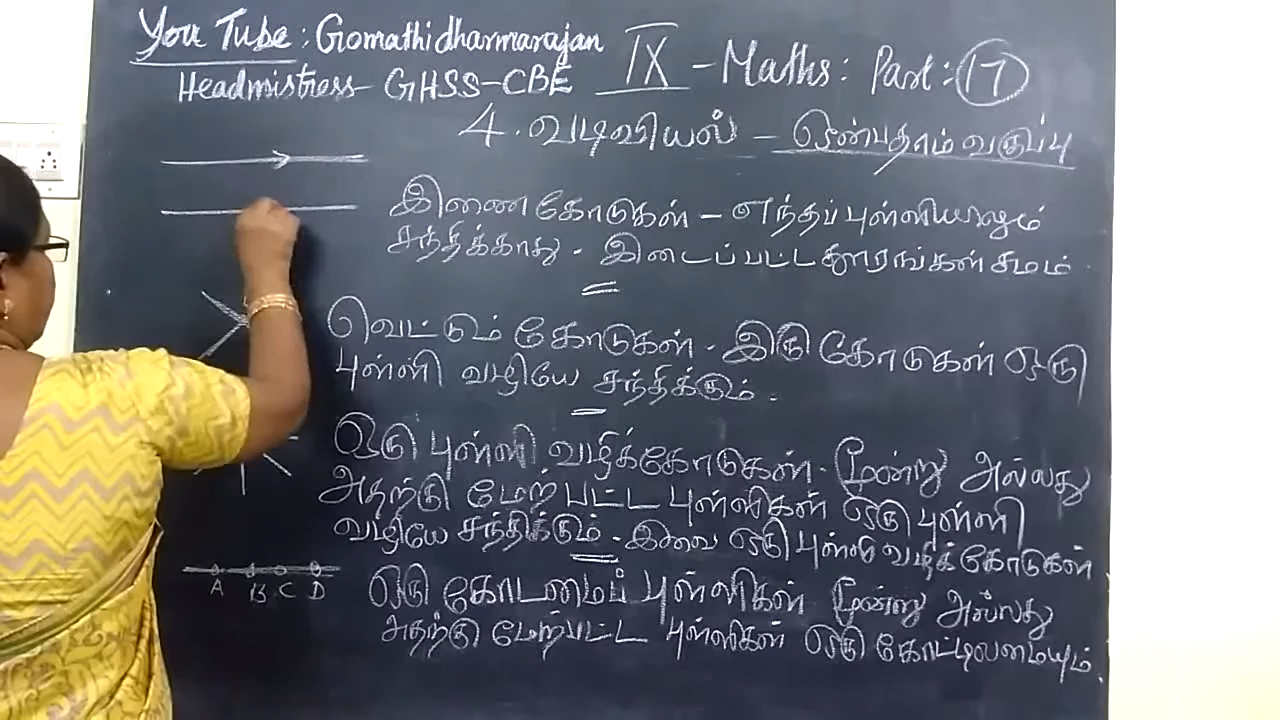 You Tube : Gomathidharmarajan
Headmistress - GHSS-CBE
IX - Maths : Part : 17
4. வடிவியல் - ஒன்பதாம் வகுப்பு
இணை கோடுகள் - எந்தப் புள்ளியிலும்
சந்திக்காது. இடைப்பட்ட தூரங்கள் சமம்.
வெட்டும் கோடுகள். இரு கோடுகள் ஒரு
புள்ளி வழியே சந்திக்கும்.
ஒரு புள்ளி வழிக்கோடுகள். மூன்று அல்லது
அதற்கு மேற்பட்ட புள்ளிகள் ஒரு புள்ளி
வழியே சந்திக்கும். இவை ஒரு புள்ளி வழிக் கோடுகள்
A B C D
ஒரு கோடமைப் புள்ளிகள் மூன்று அல்லது
அதற்கு மேற்பட்ட புள்ளிகள் ஒரு கோட்டிலமையும்.